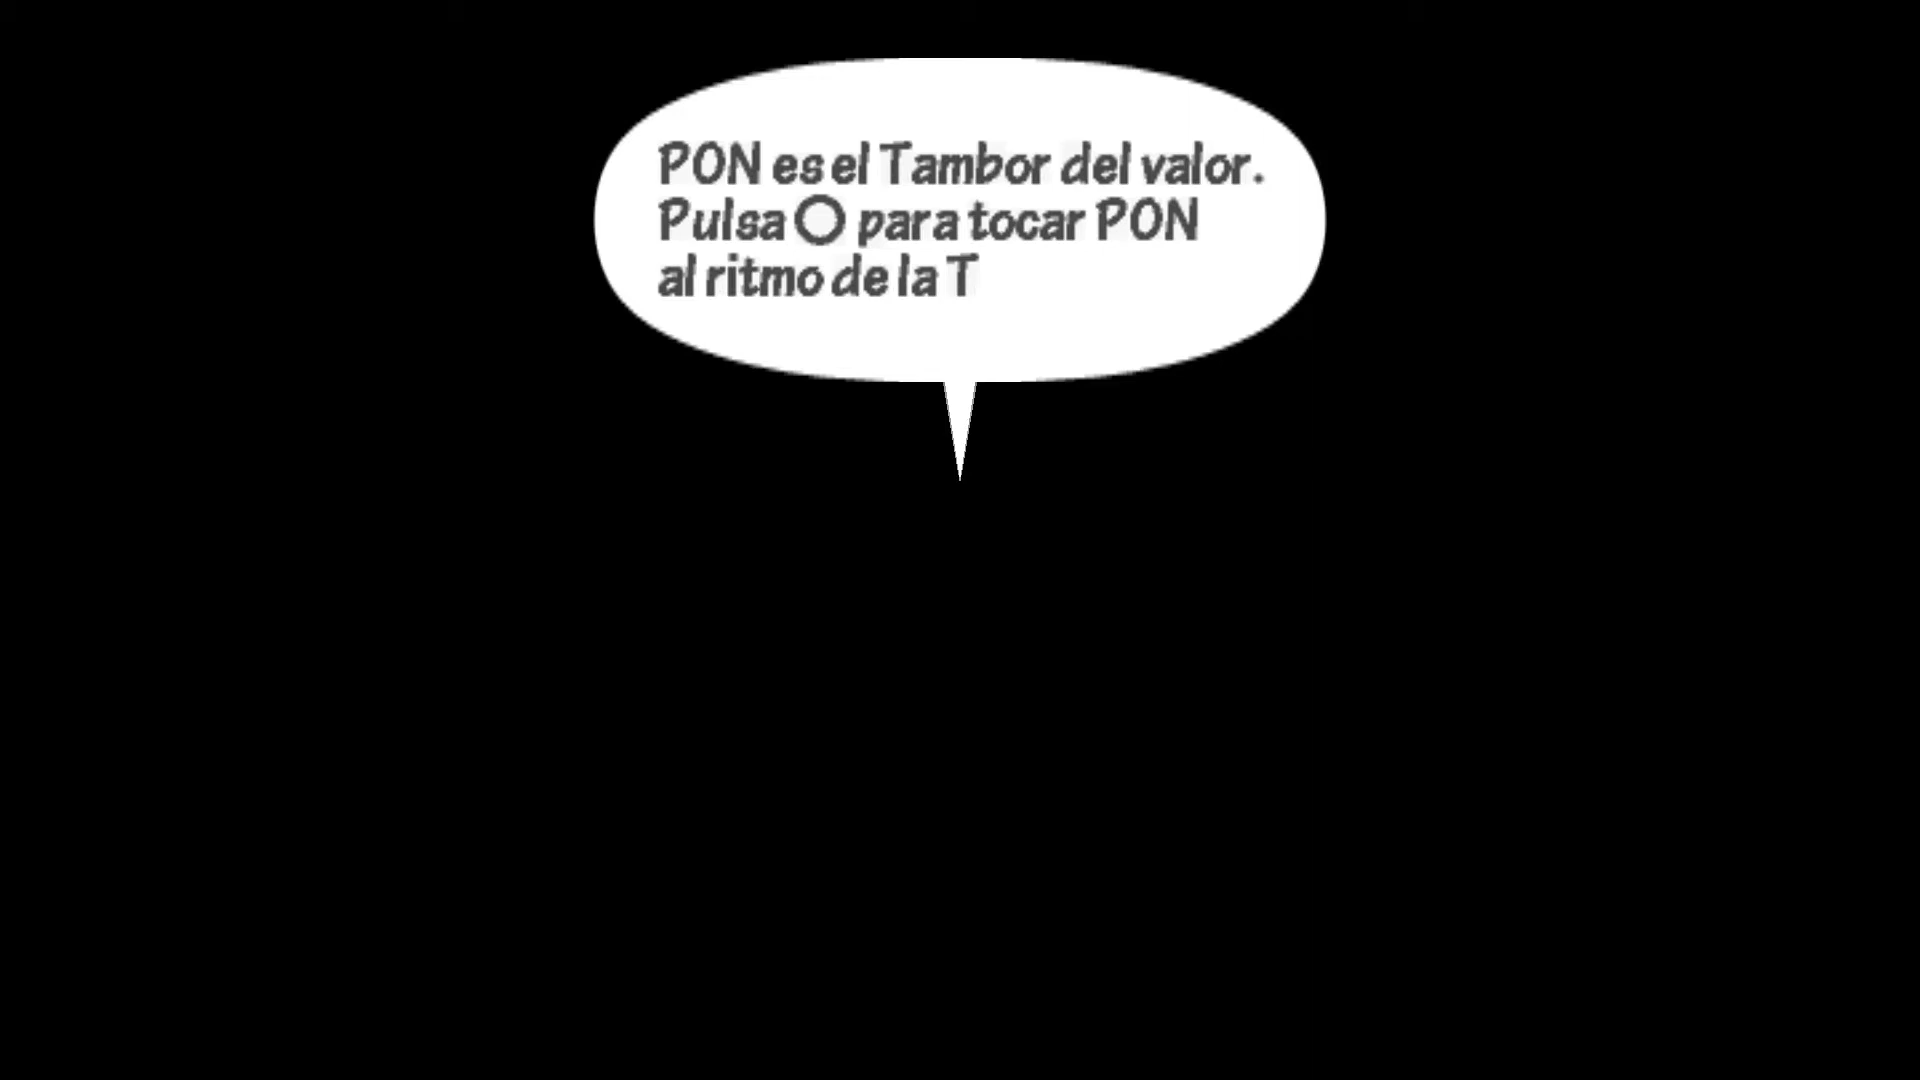 PON es el Tambor del valor.
Pulsa ◯ para tocar PON
al ritmo de la T